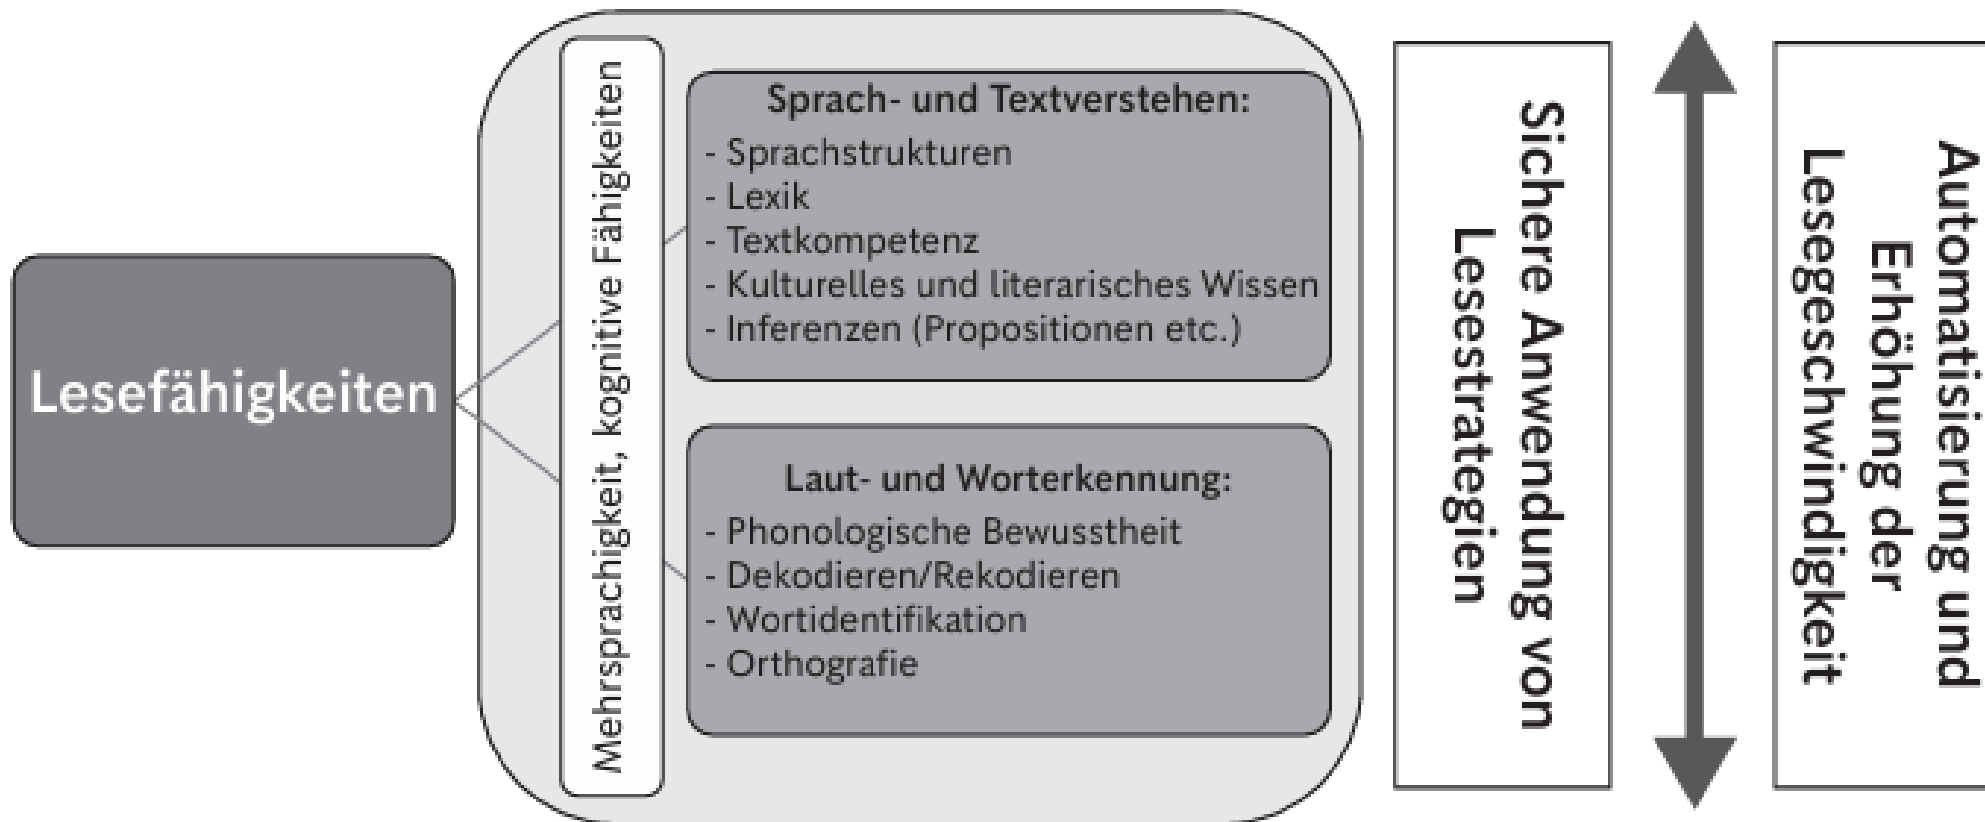 Lesefähigkeiten
Mehrsprachigkeit, kognitive Fähigkeiten
Sprach- und Textverstehen:
- Sprachstrukturen
- Lexik
- Textkompetenz
- Kulturelles und literarisches Wissen
- Inferenzen (Propositionen etc.)
Laut- und Worterkennung:
- Phonologische Bewusstheit
- Dekodieren/Rekodieren
- Wortidentifikation
- Orthografie
Sichere Anwendung von
Lesestrategien
Automatisierung und
Erhöhung der
Lesegeschwindigkeit